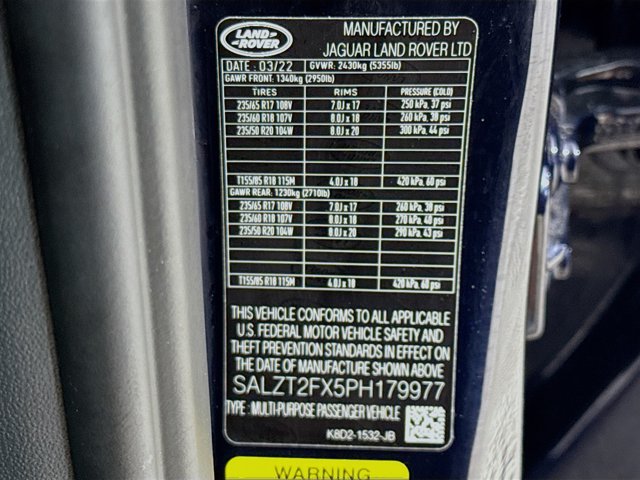 LAND-
ROVER
MANUFACTURED BY
JAGUAR LAND ROVER LTD
DATE : 03/22 GVWR: 2430kg (5355lb)
GAWR FRONT: 1340kg (2950lb)
TIRES RIMS PRESSURE (COLD)
235/65 R17 108V 7.0J x 17 250 kPa, 37 psi
235/60 R18 107V 8.0J x 18 260 kPa, 38 psi
235/50 R20 104W 8.0J x 20 300 kPa, 44 psi
T155/85 R18 115M 4.0J x 18 420 kPa, 60 psi
GAWR REAR: 1230kg (2710lb)
235/65 R17 108V 7.0J x 17 260 kPa, 38 psi
235/60 R18 107V 8.0J x 18 270 kPa, 40 psi
235/50 R20 104W 8.0J x 20 290 kPa, 43 psi
T155/85 R18 115M 4.0J x 18 420 kPa, 60 psi
THIS VEHICLE CONFORMS TO ALL APPLICABLE
U.S. FEDERAL MOTOR VEHICLE SAFETY AND
THEFT PREVENTION STANDARDS IN EFFECT ON
THE DATE OF MANUFACTURE SHOWN ABOVE
SALZT2FX5PH179977
TYPE : MULTI-PURPOSE PASSENGER VEHICLE
K8D2-1532-JB
WARNING